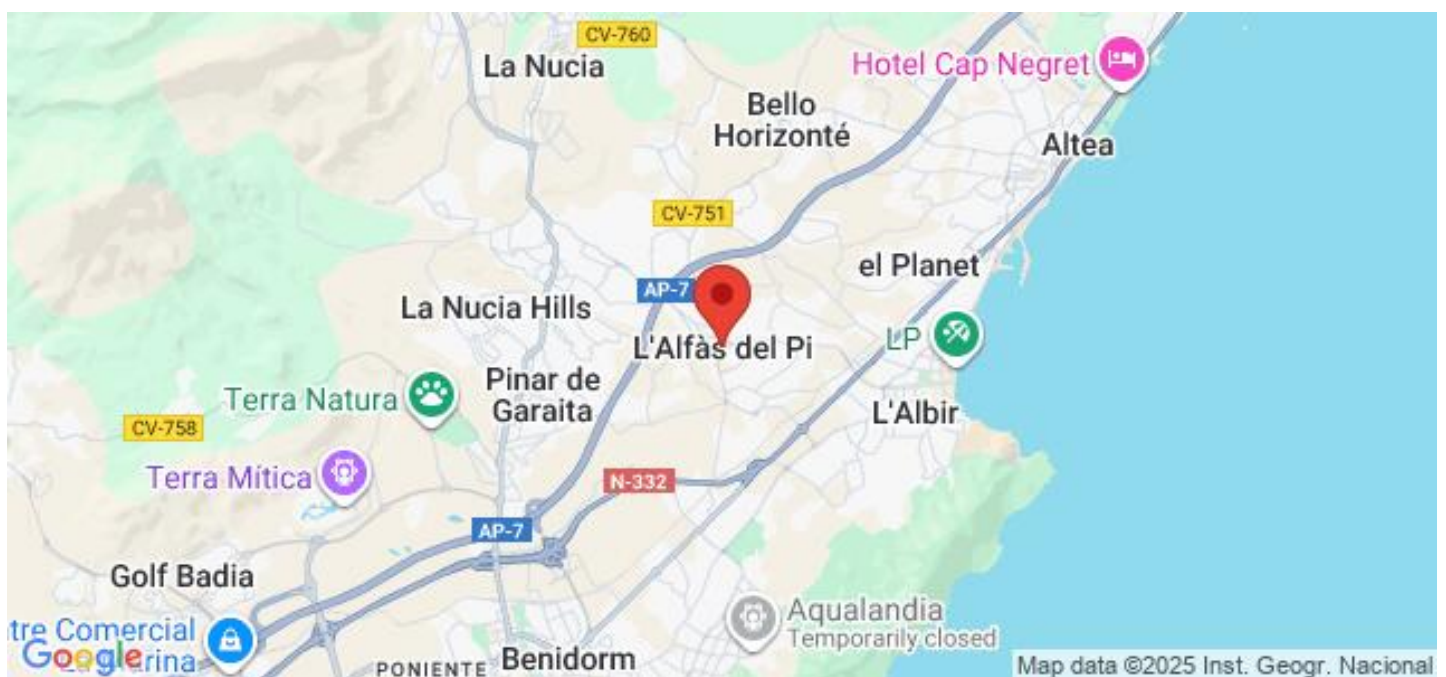 CV-760
La Nucia
Hotel Cap Negret
Bello
Horizonté
Altea
CV-751
el Planet
AP-7
La Nucia Hills
L'Alfàs del Pi
LP
Pinar de
Garaita
Terra Natura
L'Albir
CV-758
Terra Mítica
N-332
AP-7
Golf Badia
Aqualandia
Temporarily closed
tre Comercial
Google
PONIENTE
Benidorm
Map data ©2025 Inst. Geogr. Nacional